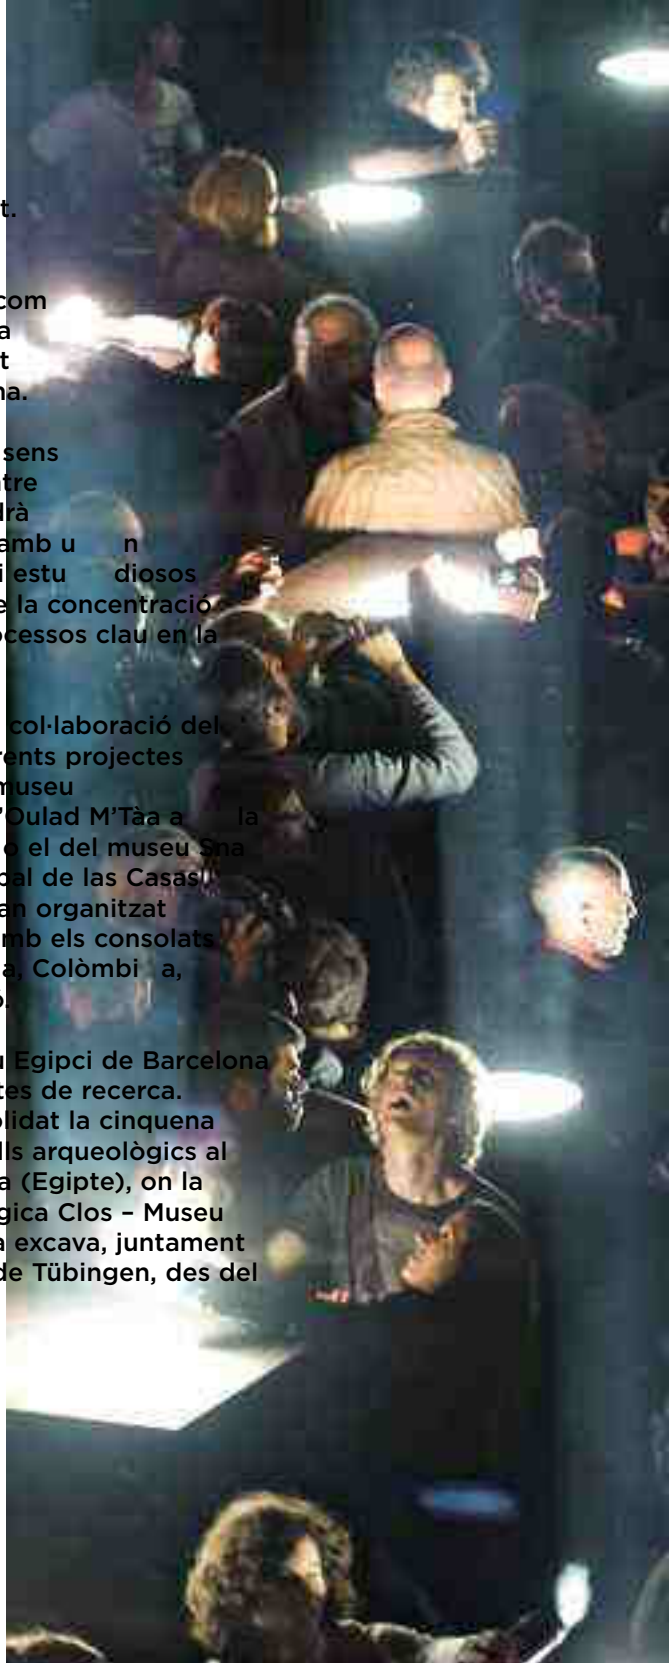 t.
com
a
t
na.
sens
tre
drà
amb u n
i estu diosos
e la concentració
ocessos clau en la
col·laboració del
rents projectes
museu
'Oulad M'Tàa a la
o el del museu Sna
bal de las Casas
an organitzat
mb els consolats
a, Colòmbi a,
ó.
u Egipci de Barcelona
tes de recerca.
olidat la cinquena
lls arqueològics al
a (Egipte), on la
gica Clos – Museu
a excava, juntament
de Tübingen, des del